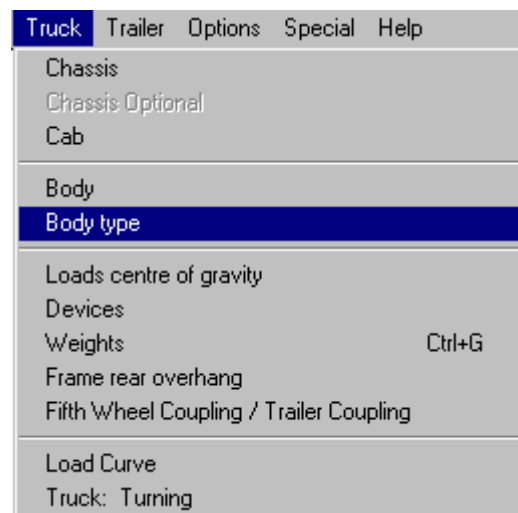 Truck Trailer Options Special Help
Chassis
Chassis Optional
Cab
Body
Body type
Loads centre of gravity
Devices
Weights Ctrl+G
Frame rear overhang
Fifth Wheel Coupling / Trailer Coupling
Load Curve
Truck: Turning